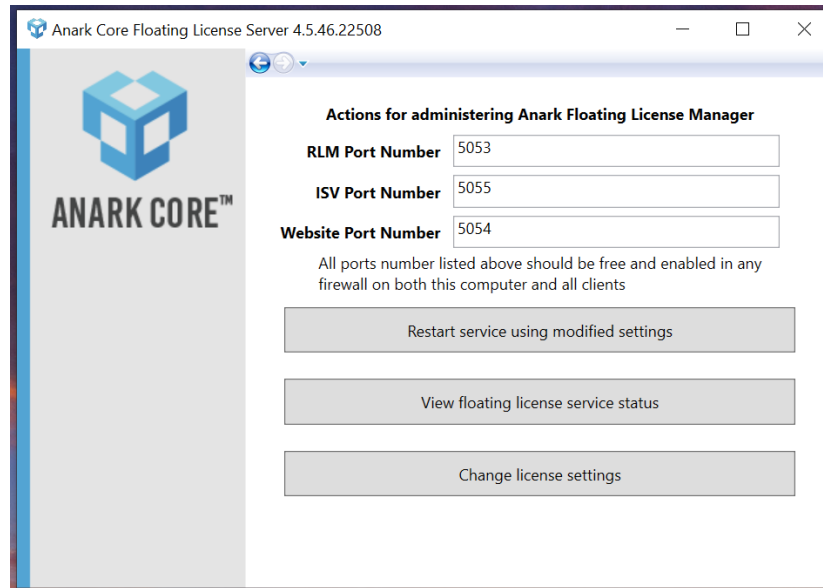 Anark Core Floating License Server 4.5.46.22508
ANARK CORE™
Actions for administering Anark Floating License Manager
RLM Port Number 5053
ISV Port Number 5055
Website Port Number 5054
All ports number listed above should be free and enabled in any
firewall on both this computer and all clients
Restart service using modified settings
View floating license service status
Change license settings